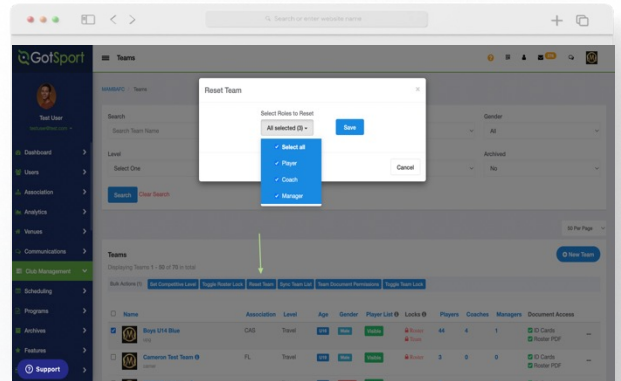 Search or enter website name
GotSport
Teams
Test User
Dashboard
Users
Association
Analytics
Venues
Communications
Club Management
Scheduling
Programs
Archives
Features
Support
Teams
Search
Search Team Name
Gender
All
Level
Select One
Archived
No
Search Clear Search
Reset Team ×
Select Roles to Reset
All selected (3)
Save
Select all
Player
Coach
Manager
Cancel
50 Per Page
Teams
New Team
Displaying Teams 1 - 50 of 70 in total
Bulk Actions (1) Set Competitive Level Toggle Roster Lock Reset Team Sync Team List Team Document Permissions Toggle Team Lock
Name Association Level Age Gender Player List Locks Players Coaches Managers Document Access
Boys U14 Blue CAS Travel U14 Male Visible Roster 44 4 1 ID Cards
Team Roster PDF
Cameron Test Team FL Travel U15 Male Visible Roster 3 0 0 ID Cards
Roster PDF